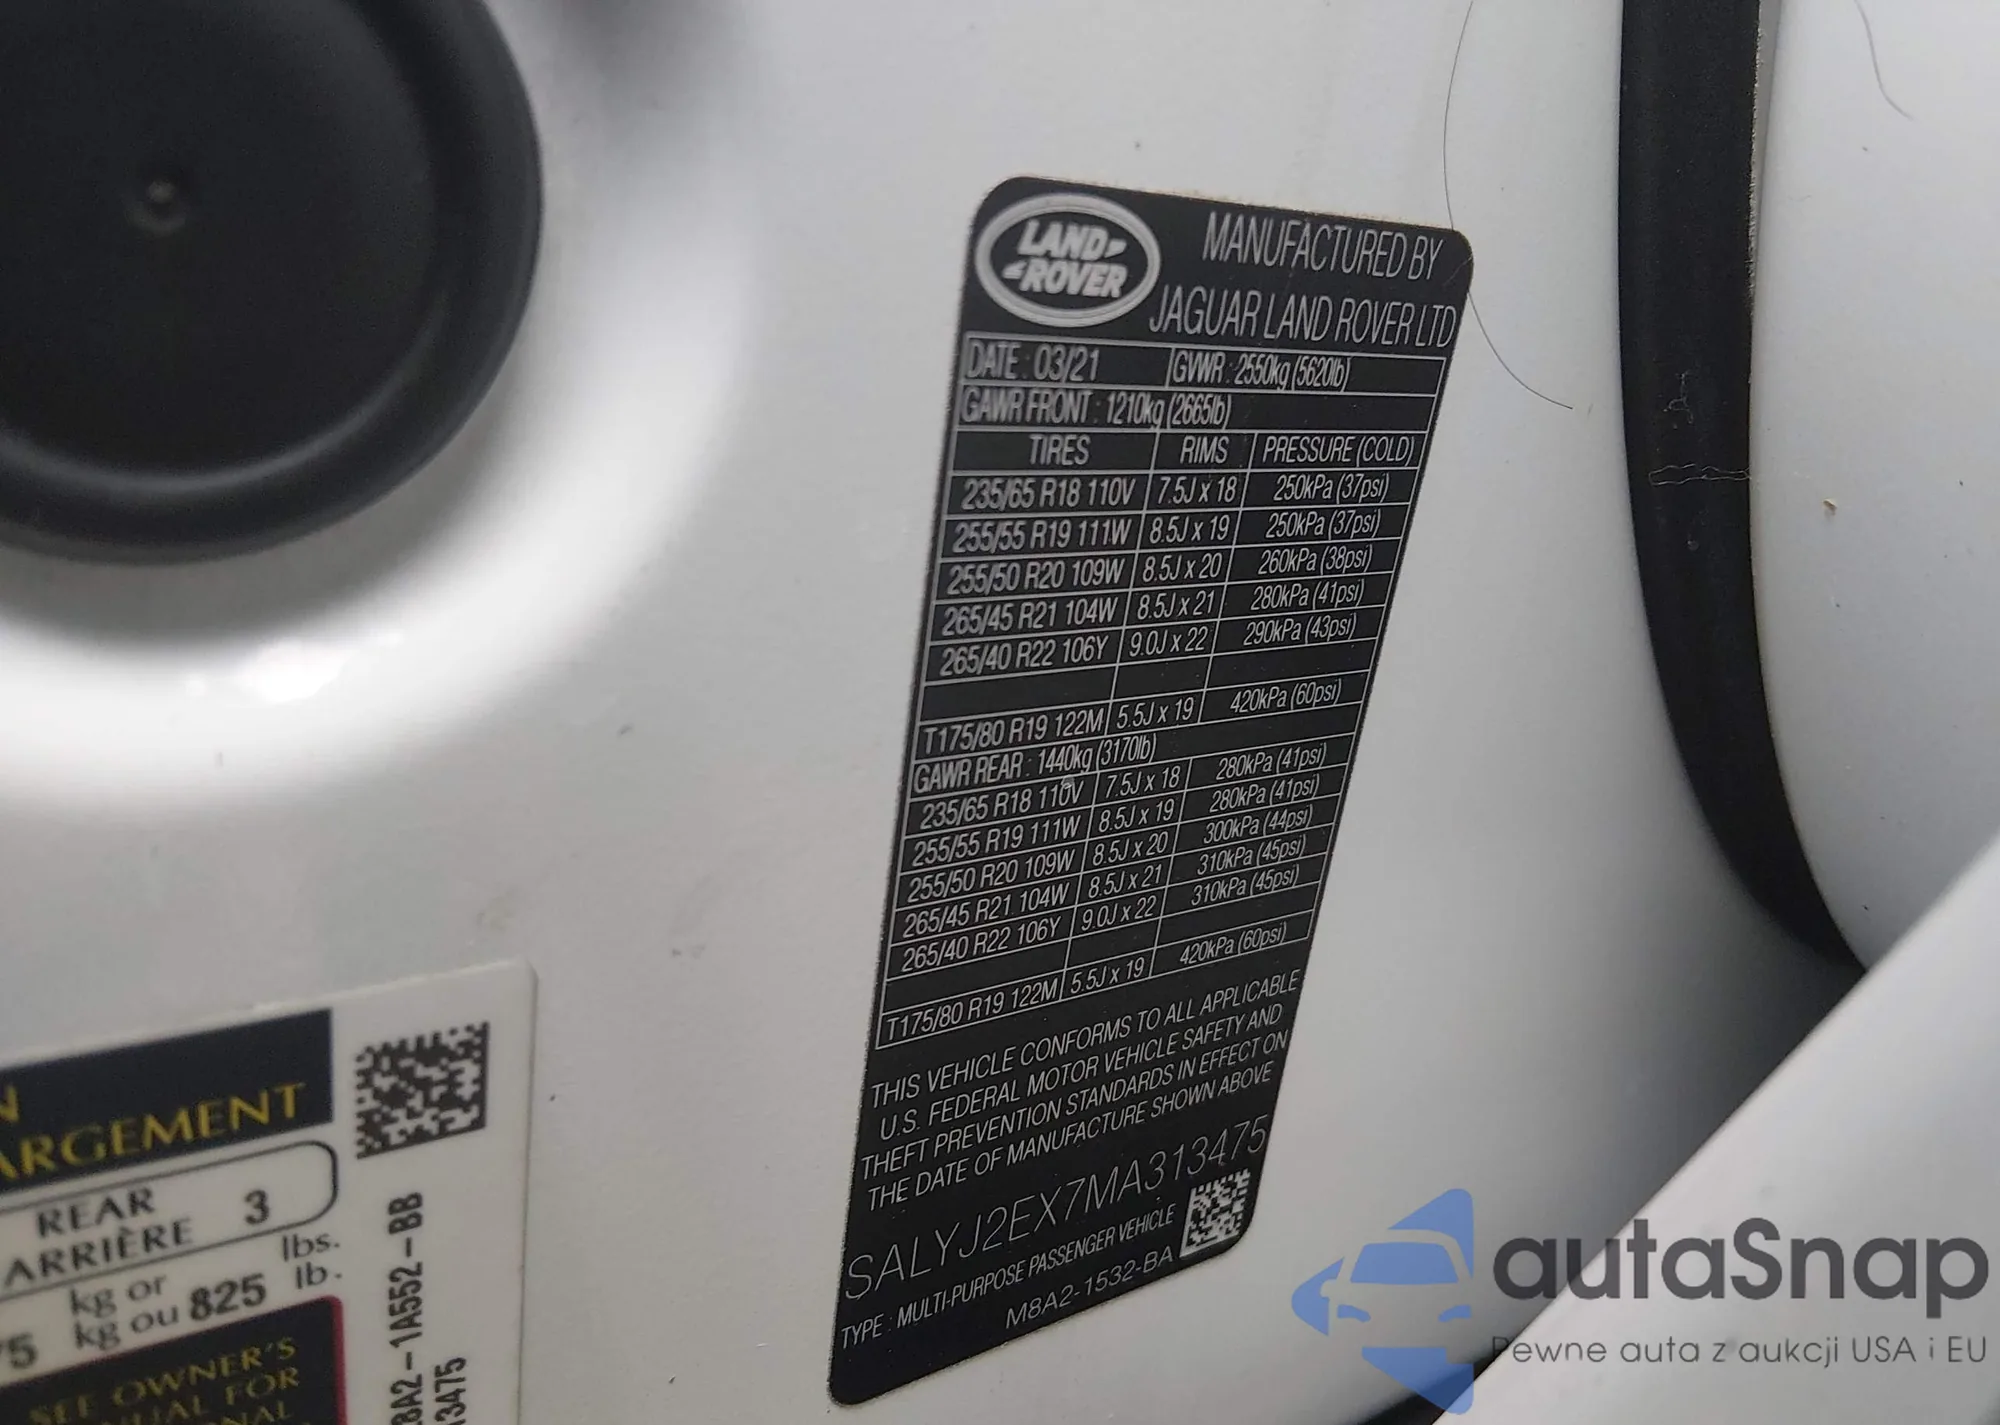 LAND
ROVER
MANUFACTURED BY
JAGUAR LAND ROVER LTD
DATE : 03/21 GVWR : 2550kg (5620lb)
GAWR FRONT : 1210kg (2665lb)
TIRES RIMS PRESSURE (COLD)
235/65 R18 110V 7.5J x 18 250kPa (37psi)
255/55 R19 111W 8.5J x 19 250kPa (37psi)
255/50 R20 109W 8.5J x 20 260kPa (38psi)
265/45 R21 104W 8.5J x 21 280kPa (41psi)
265/40 R22 106Y 9.0J x 22 290kPa (43psi)
T175/80 R19 122M 5.5J x 19 420kPa (60psi)
GAWR REAR : 1440kg (3170lb)
235/65 R18 110V 7.5J x 18 280kPa (41psi)
255/55 R19 111W 8.5J x 19 280kPa (41psi)
255/50 R20 109W 8.5J x 20 300kPa (44psi)
265/45 R21 104W 8.5J x 21 310kPa (45psi)
265/40 R22 106Y 9.0J x 22 310kPa (45psi)
T175/80 R19 122M 5.5J x 19 420kPa (60psi)
THIS VEHICLE CONFORMS TO ALL APPLICABLE
U.S. FEDERAL MOTOR VEHICLE SAFETY AND
THEFT PREVENTION STANDARDS IN EFFECT ON
THE DATE OF MANUFACTURE SHOWN ABOVE
SALYJ2EX7MA313475
TYPE : MULTI-PURPOSE PASSENGER VEHICLE
M8A2-1532-BA
N
ARGEMENT
REAR 3
ARRIÈRE
kg or lbs.
75 kg ou 825 lb.
SEE OWNER'S
NUAL FOR
ONAL
8A2-1A552-BB
13475
autaSnap
Pewne auta z aukcji USA i EU